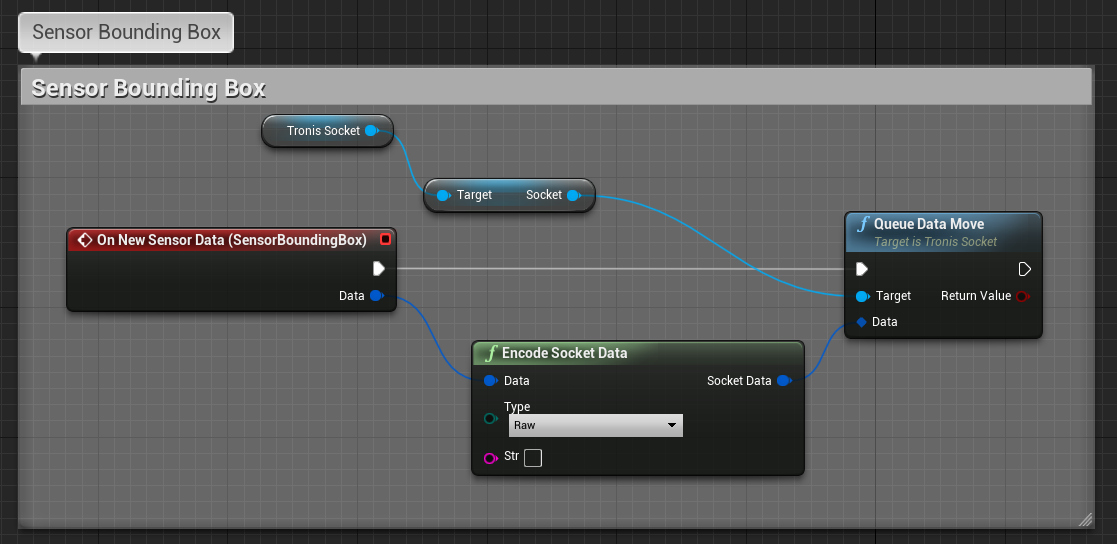 Sensor Bounding Box
Sensor Bounding Box
Tronis Socket
Target Socket
On New Sensor Data (SensorBoundingBox)
Data
f Queue Data Move
Target is Tronis Socket
Target Return Value
Data
f Encode Socket Data
Data Socket Data
Type
Raw
Str